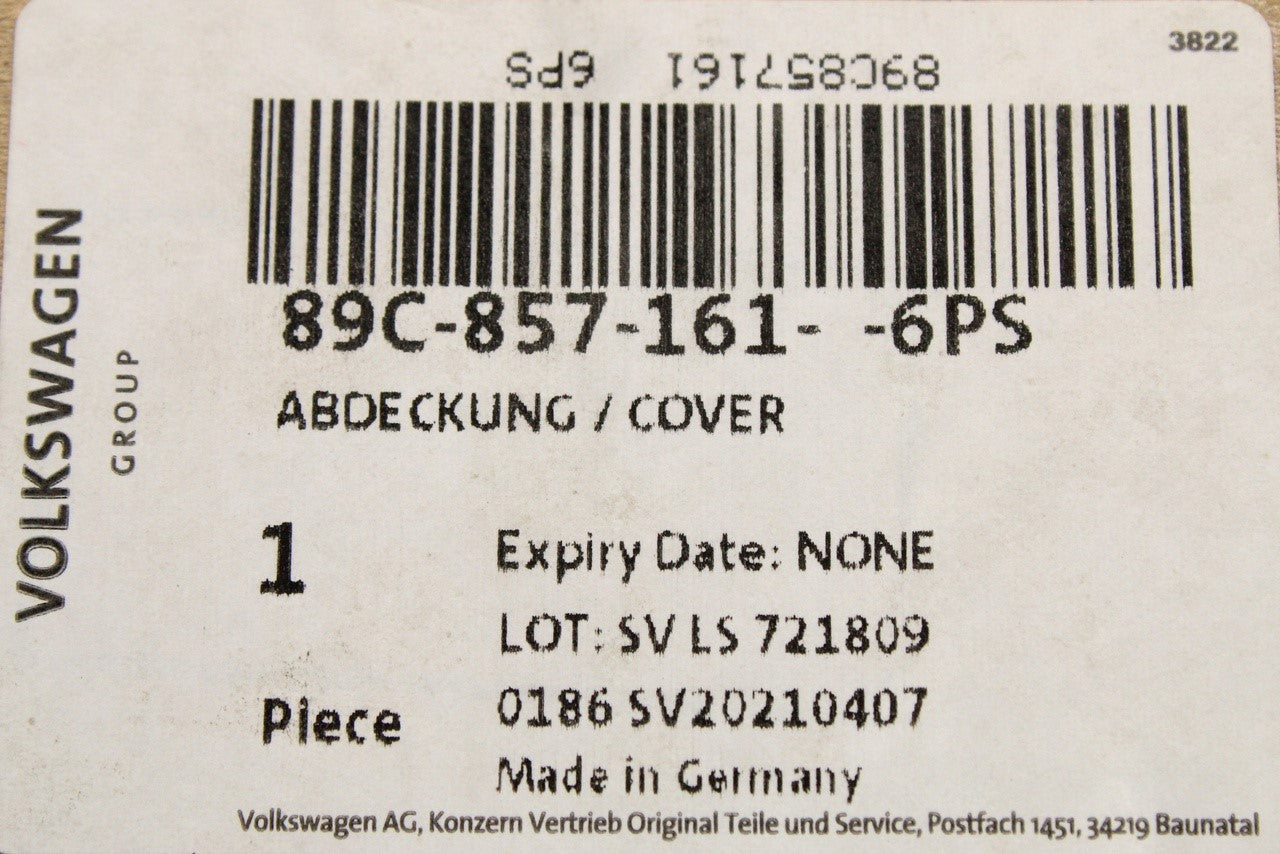 3822
89C857161 6PS
89C-857-161- -6PS
ABDECKUNG / COVER
VOLKSWAGEN
GROUP
1
Piece
Expiry Date: NONE
LOT: SV LS 721809
0186 SV20210407
Made in Germany
Volkswagen AG, Konzern Vertrieb Original Teile und Service, Postfach 1451, 34219 Baunatal